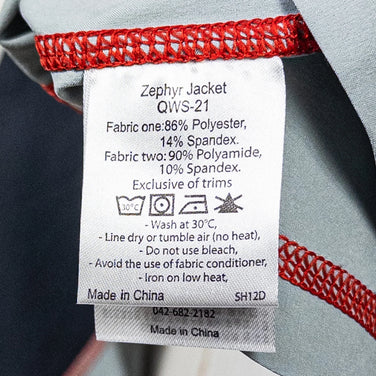 Zephyr Jacket
QWS-21
Fabric one:86% Polyester,
14% Spandex.
Fabric two: 90% Polyamide,
10% Spandex.
Exclusive of trims
30°C
- Wash at 30°C,
- Line dry or tumble air (no heat),
- Do not use bleach,
- Avoid the use of fabric conditioner,
- Iron on low heat,
Made in China SH12D
042-682-2182
Made in China